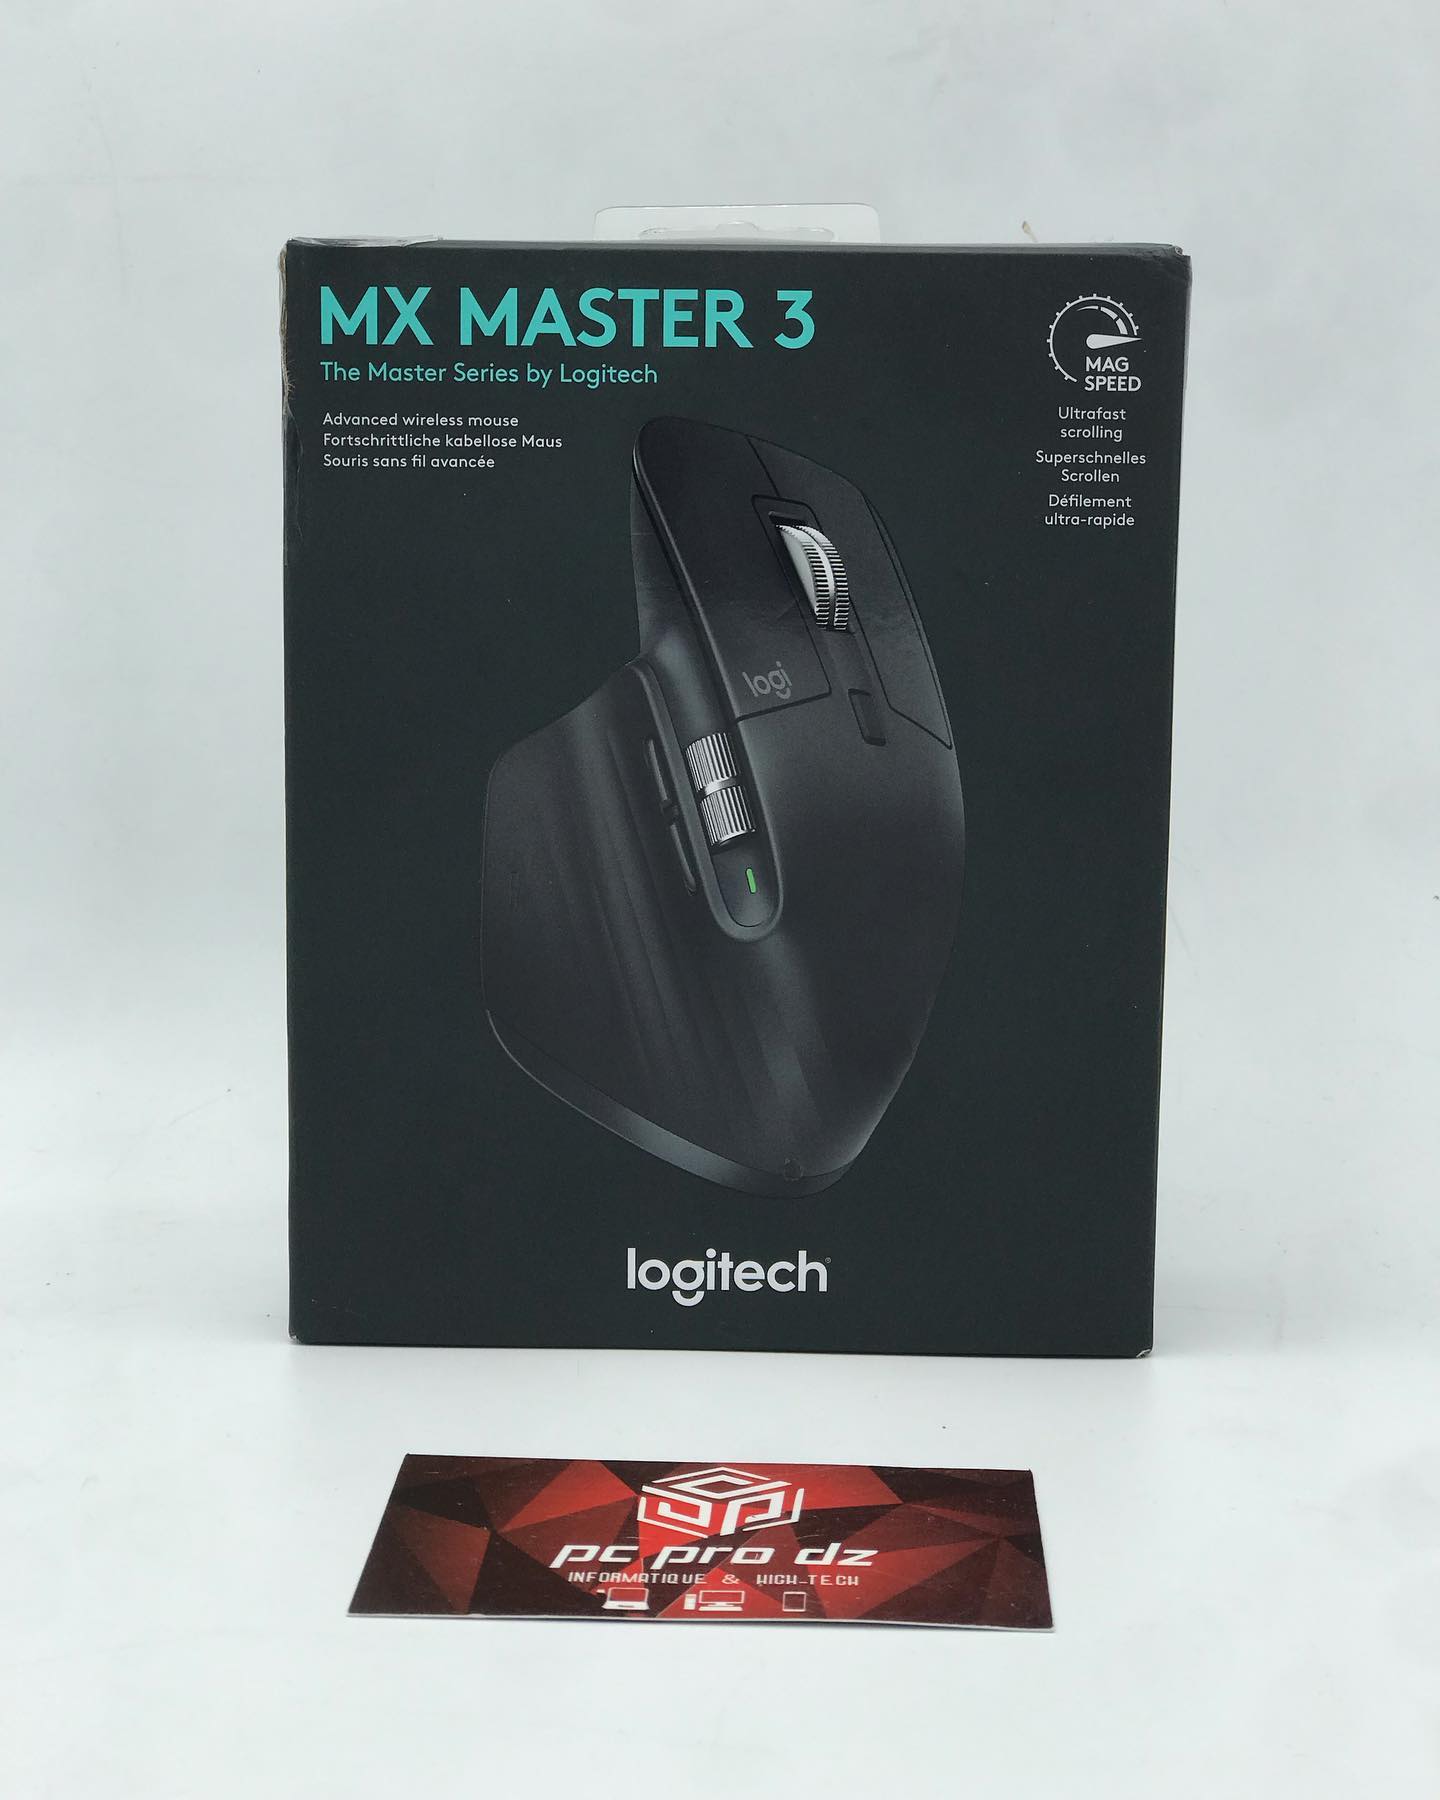 MX MASTER 3
The Master Series by Logitech
Advanced wireless mouse
Fortschrittliche kabellose Maus
Souris sans fil avancée
MAG
SPEED
Ultrafast
scrolling
Superschnelles
Scrollen
Défilement
ultra-rapide
logi
logitech
pc pro dz
INFORMATIQUE & HIGH-TECH